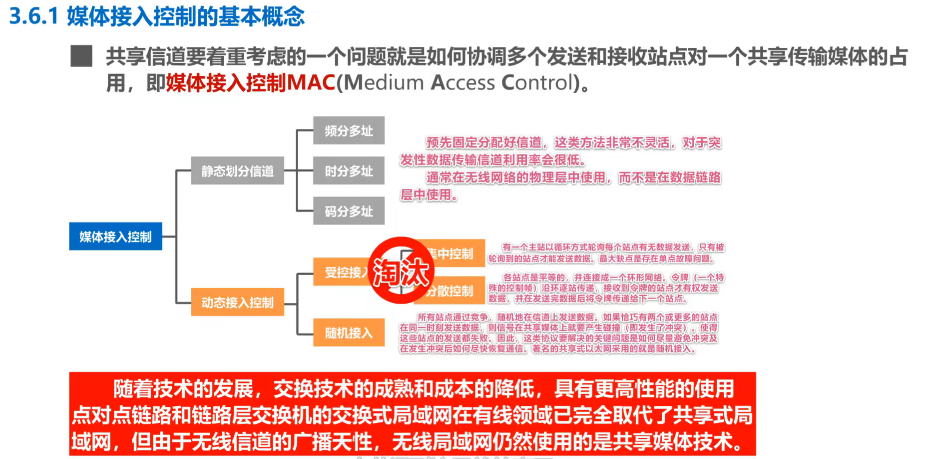 3.6.1 媒体接入控制的基本概念
共享信道要着重考虑的一个问题就是如何协调多个发送和接收站点对一个共享传输媒体的占
用，即媒体接入控制MAC(Medium Access Control)。
频分多址
静态划分信道
时分多址
码分多址
预先固定分配好信道，这类方法非常不灵活，对于突
发性数据传输信道利用率会很低。
通常在无线网络的物理层中使用，而不是在数据链路
层中使用。
媒体接入控制
动态接入控制
受控接入
淘汰
集中控制
有一个主站以循环方式轮询每个站点有无数据发送，只有被
轮询到的站点才能发送数据。最大缺点是存在单点故障问题。
分散控制
各站点是平等的，并连接成一个环形网络。令牌（一个特
殊的控制帧）沿环逐站传递，接收到令牌的站点才有权发送
数据，并在发送完数据后将令牌传递给下一个站点。
随机接入
所有站点通过竞争，随机地在信道上发送数据。如果恰巧有两个或更多的站点
在同一时刻发送数据，则信号在共享媒体上就要产生碰撞（即发生了冲突），使得
这些站点的发送都失败。因此，这类协议要解决的关键问题是如何尽量避免冲突及
在发生冲突后如何尽快恢复通信。著名的共享式以太网采用的就是随机接入。
随着技术的发展，交换技术的成熟和成本的降低，具有更高性能的使用
点对点链路和链路层交换机的交换式局域网在有线领域已完全取代了共享式局
域网，但由于无线信道的广播天性，无线局域网仍然使用的是共享媒体技术。